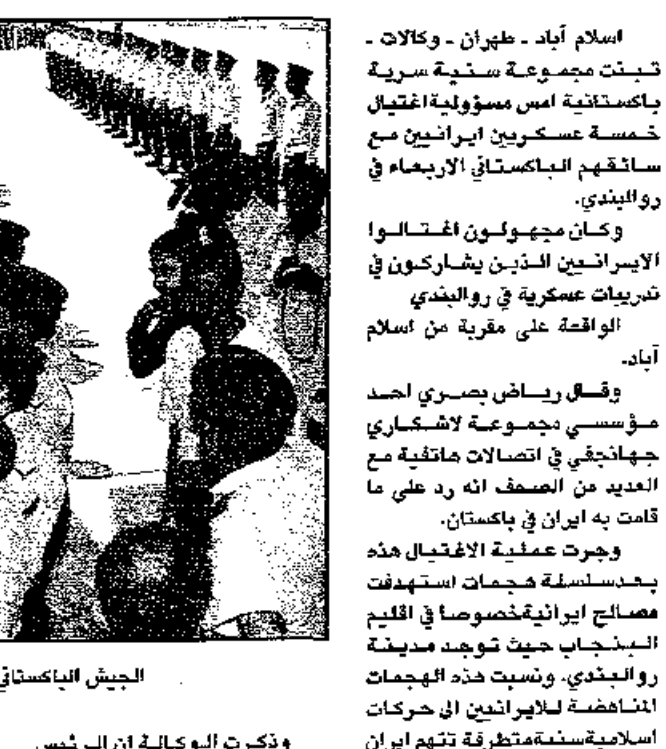 اسلام آباد ـ طهران ـ وكالات ـ
تبنت مجموعة سنية سرية
باكستانية امس مسؤولية اغتيال
خمسة عسكريين ايرانيين مع
سائقهم الباكستاني الاربعاء في
روالبندي.
وكان مجهولون اغتالوا
الايرانيين الذين يشاركون في
تدريبات عسكرية في روالبندي
الواقعة على مقربة من اسلام
آباد.
وقال رياض بصري احد
مؤسسي مجموعة لاشكاري
جهانجفي في اتصالات هاتفية مع
العديد من الصحف انه رد على ما
قامت به ايران في باكستان.
وجرت عملية الاغتيال هذه
بعدسلسلة هجمات استهدفت
مصالح ايرانيةخصوصا في اقليم
البنجاب حيث توجد مدينة
روالبندي. ونسبت هذه الهجمات
المناهضة للايرانيين الى حركات
اسلاميةسنيةمتطرفة تتهم ايران
الجيش الباكستاني
وذكرت الوكالة ان الرئيس